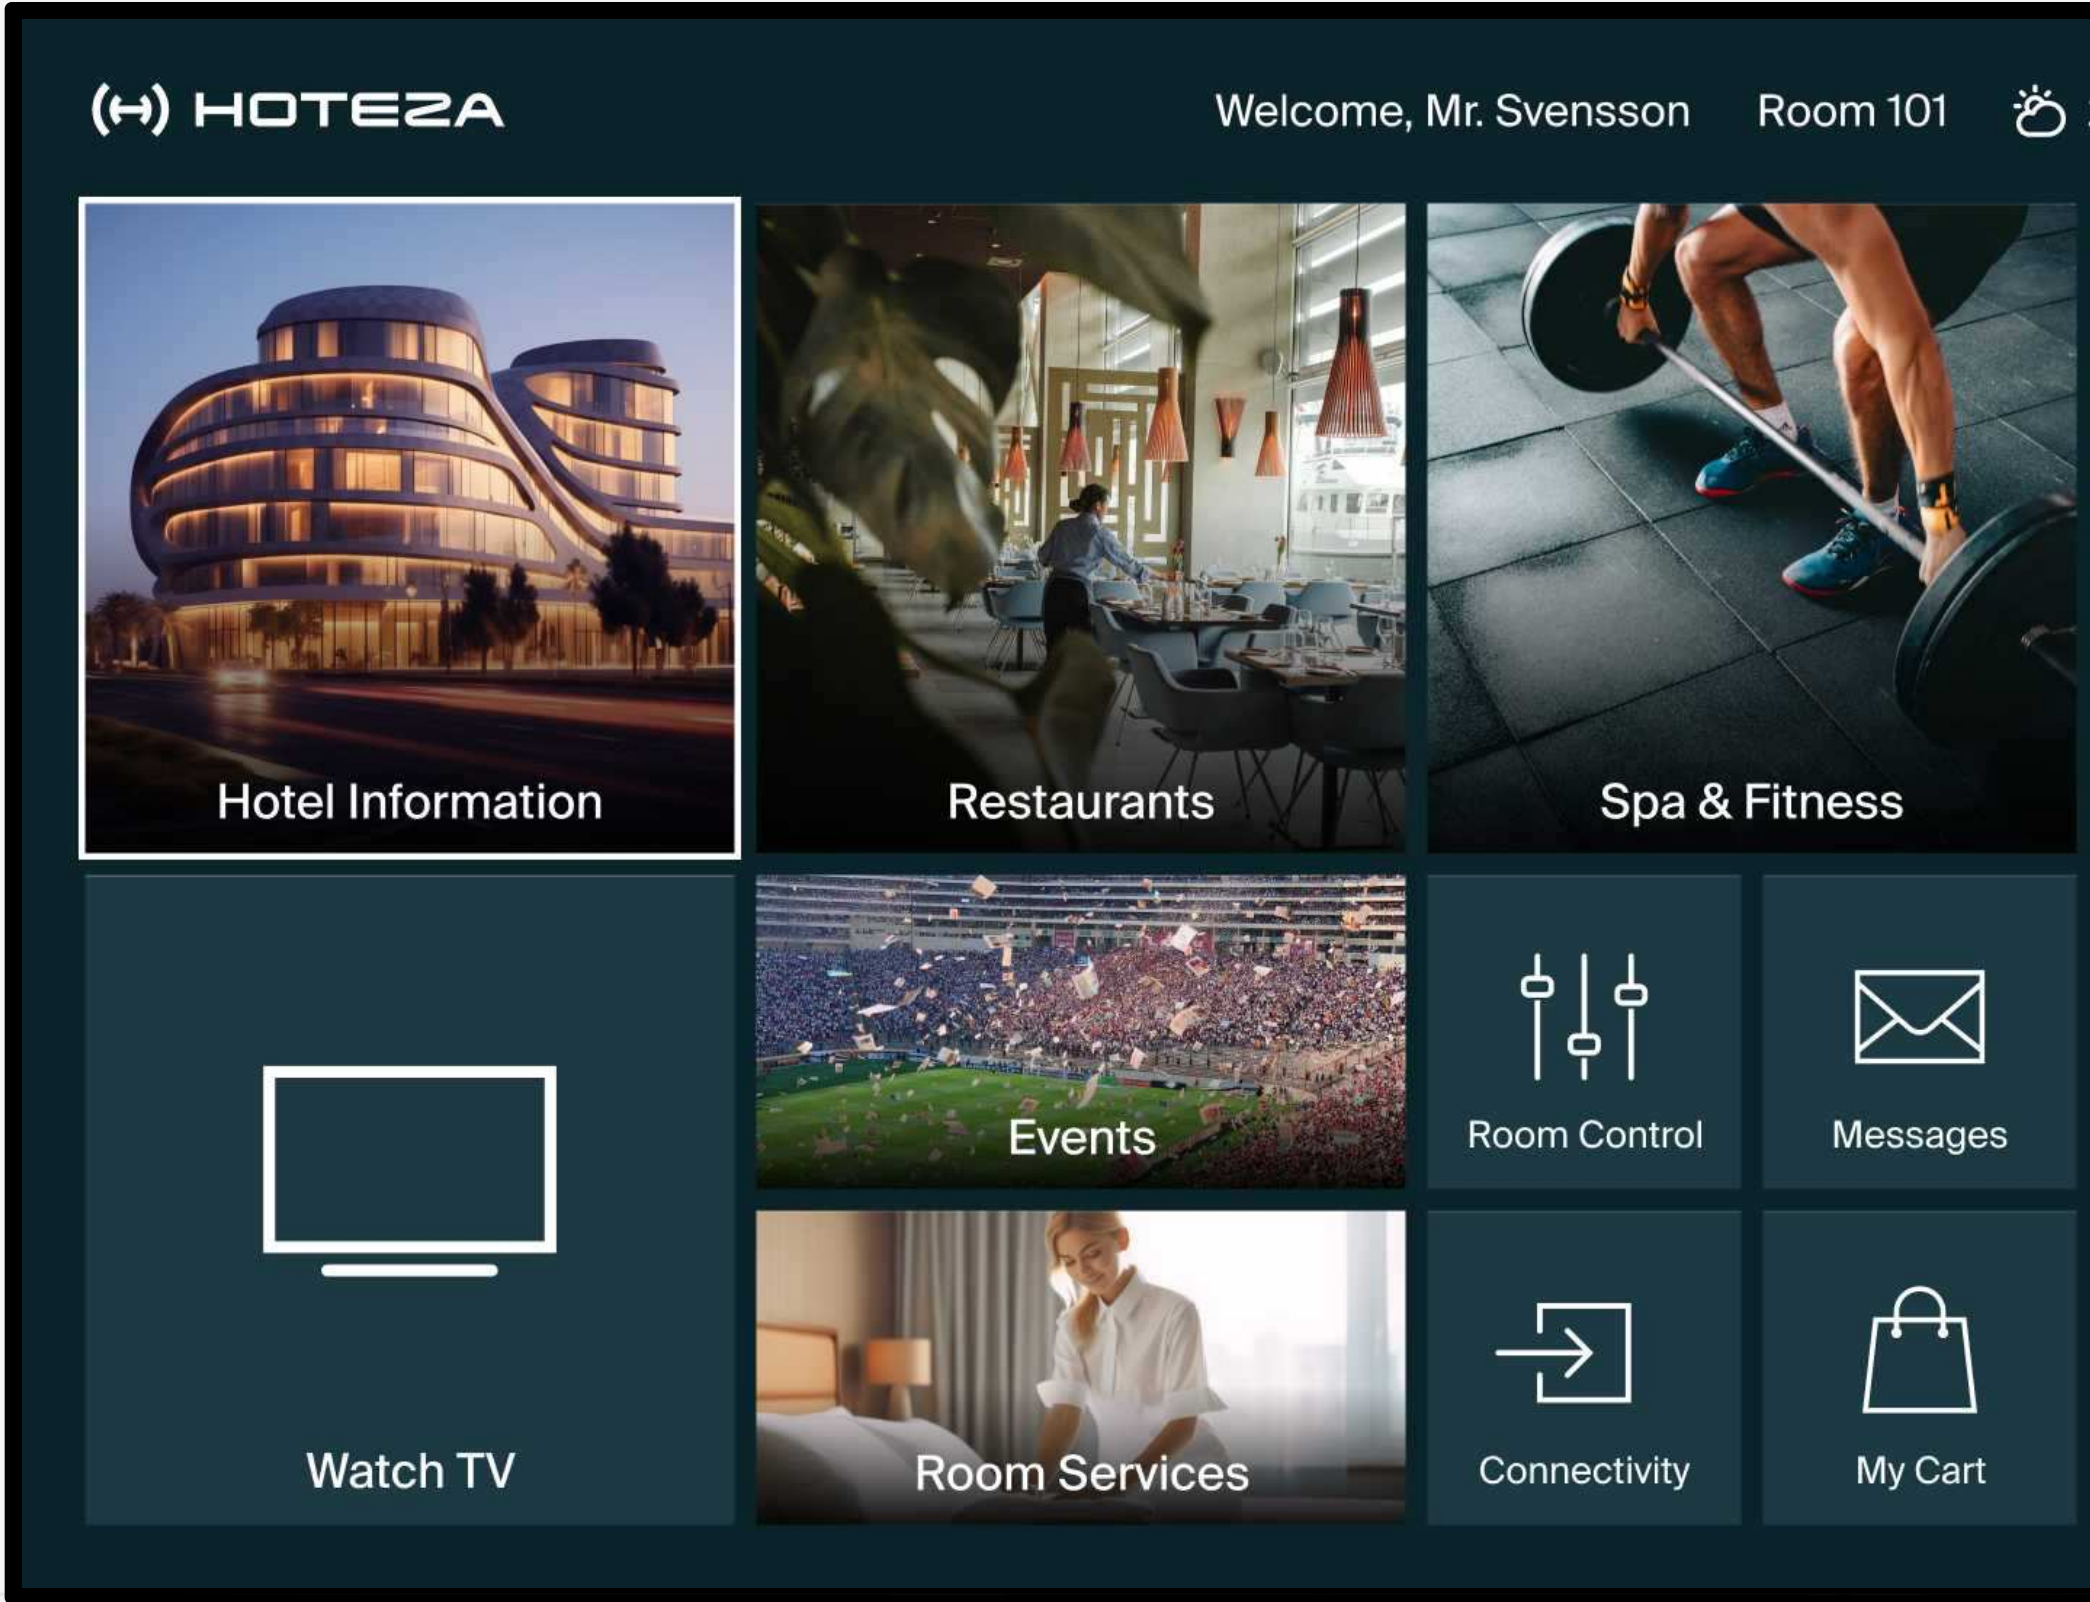 HOTEZA
Welcome, Mr. Svensson
Room 101
Hotel Information
Restaurants
Spa & Fitness
Watch TV
Events
Room Control
Messages
Room Services
Connectivity
My Cart